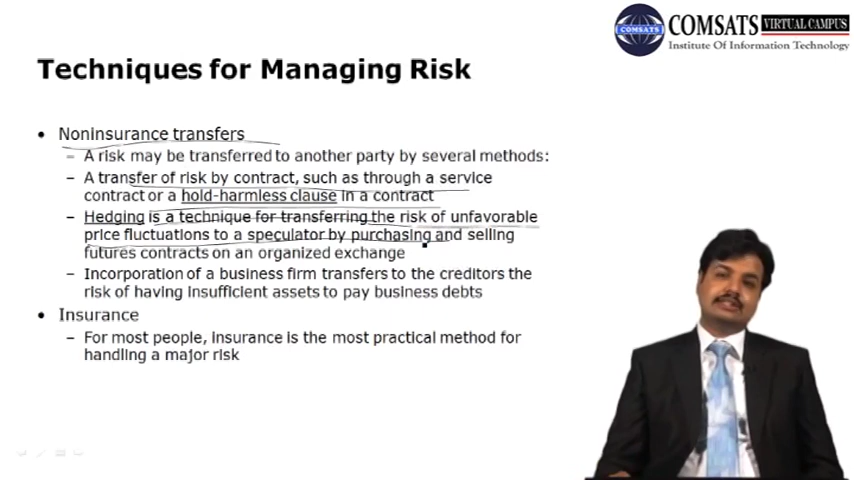 COMSATS
COMSATS VIRTUAL CAMPUS
Institute Of Information Technology
Techniques for Managing Risk
• Noninsurance transfers
– A risk may be transferred to another party by several methods:
– A transfer of risk by contract, such as through a service
contract or a hold-harmless clause in a contract
– Hedging is a technique for transferring the risk of unfavorable
price fluctuations to a speculator by purchasing and selling
futures contracts on an organized exchange
– Incorporation of a business firm transfers to the creditors the
risk of having insufficient assets to pay business debts
• Insurance
– For most people, insurance is the most practical method for
handling a major risk